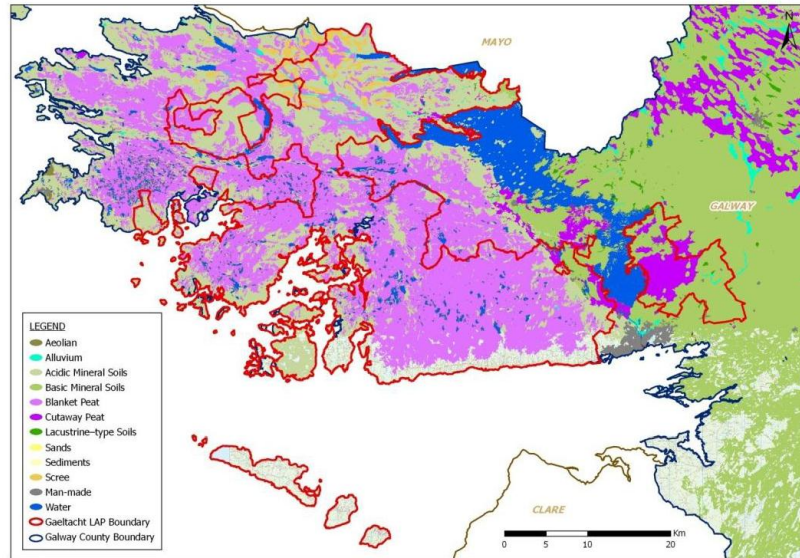 MAYO
N
GALWAY
LEGEND
Aeolian
Alluvium
Acidic Mineral Soils
Basic Mineral Soils
Blanket Peat
Cutaway Peat
Lacustrine-type Soils
Sands
Sediments
Scree
Man-made
Water
Gaeltacht LAP Boundary
Galway County Boundary
CLARE
Km
0 5 10 20